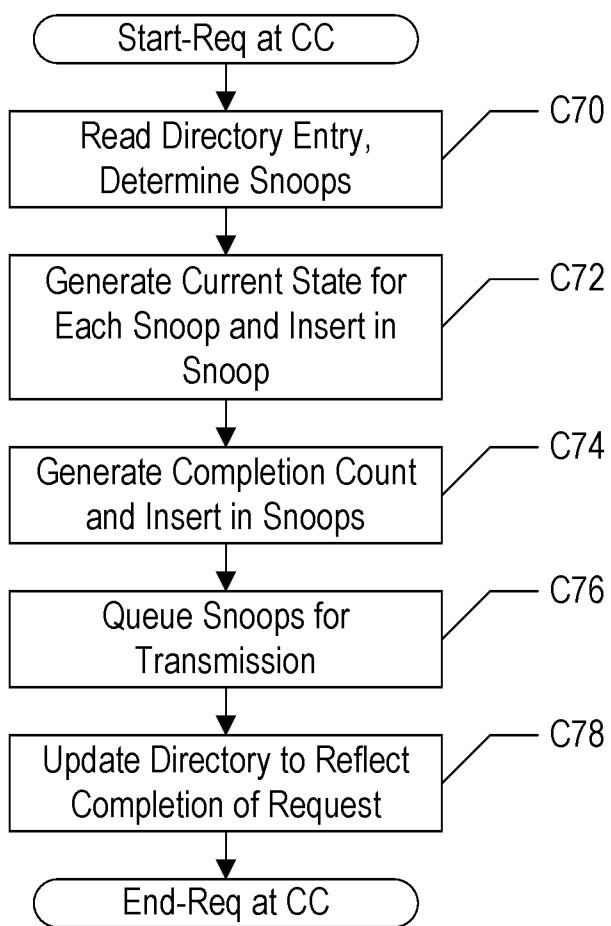 Start-Req at CC
C70
Read Directory Entry,
Determine Snoops
C72
Generate Current State for
Each Snoop and Insert in
Snoop
C74
Generate Completion Count
and Insert in Snoops
C76
Queue Snoops for
Transmission
C78
Update Directory to Reflect
Completion of Request
End-Req at CC